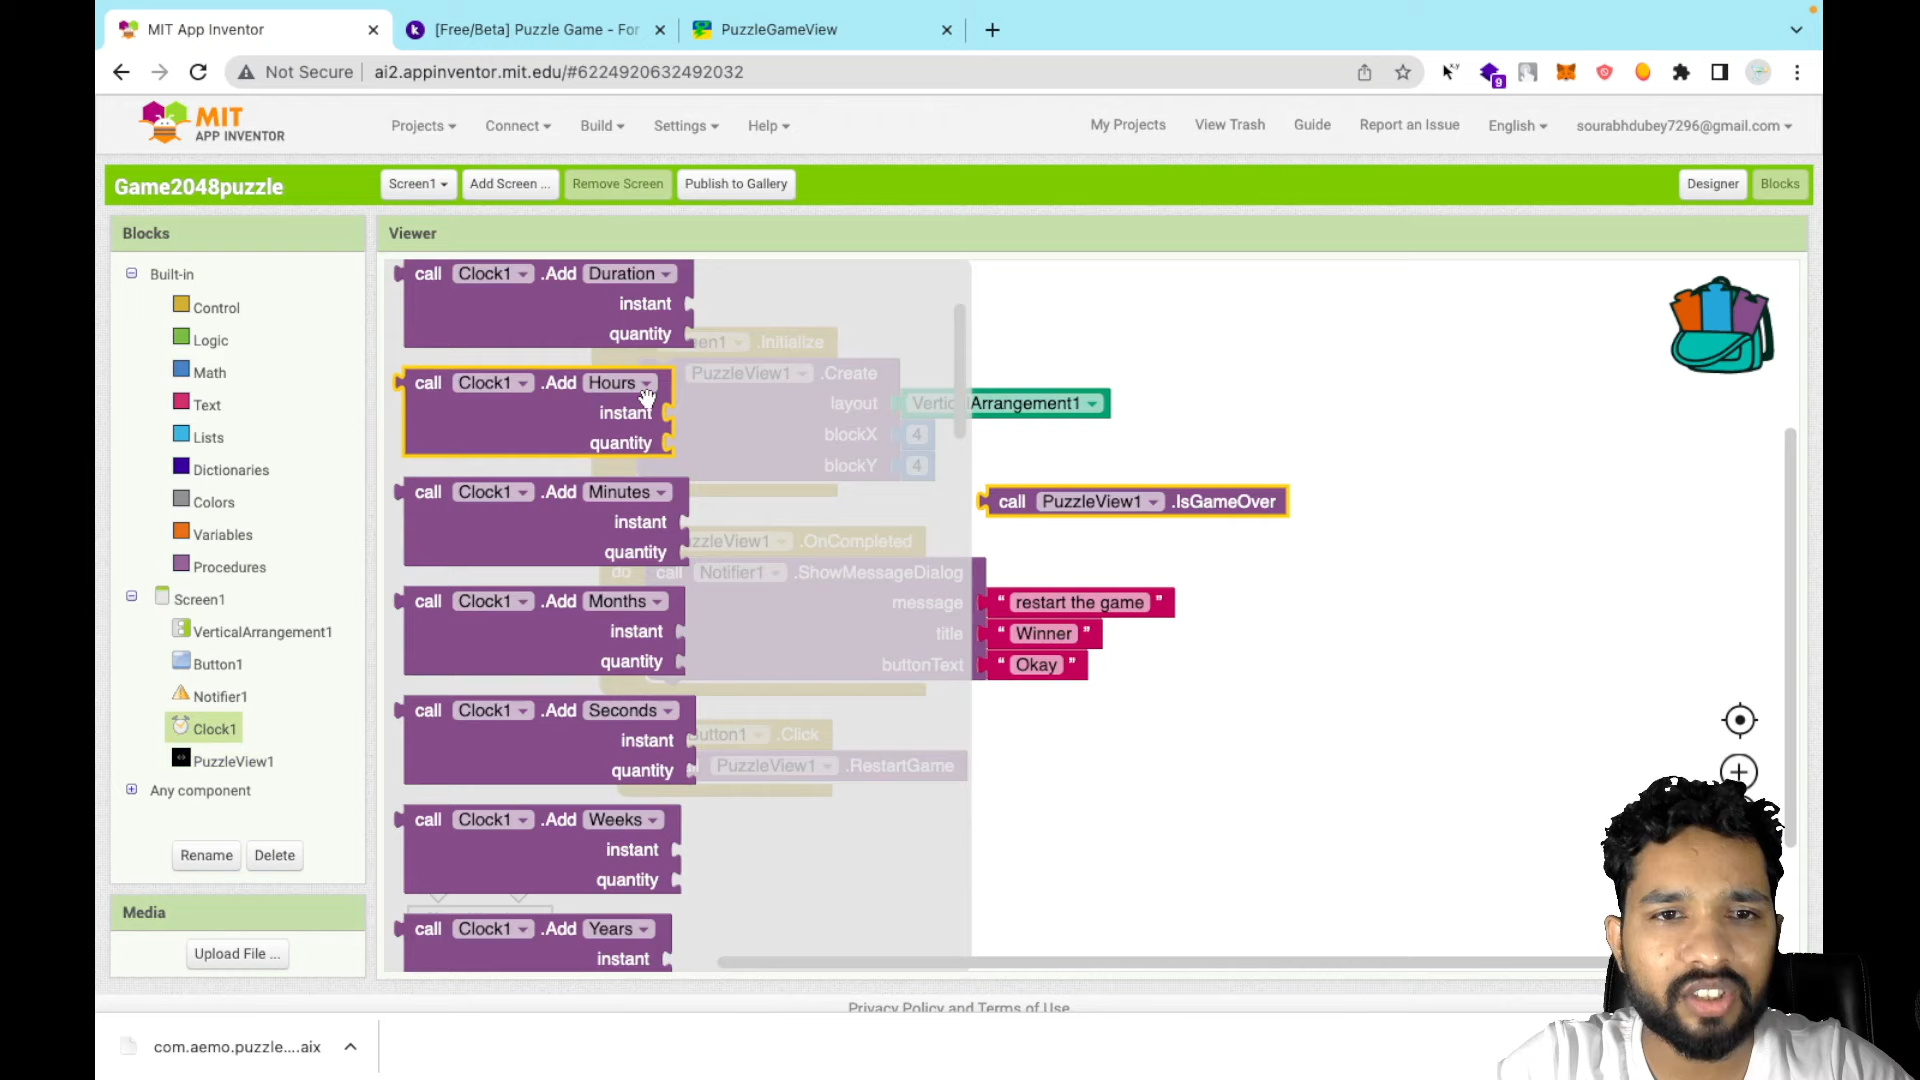 MIT App Inventor
[Free/Beta] Puzzle Game - For
PuzzleGameView
Not Secure
ai2.appinventor.mit.edu/#6224920632492032
9
MIT
APP INVENTOR
Projects
Connect
Build
Settings
Help
My Projects
View Trash
Guide
Report an Issue
English
sourabhdubey7296@gmail.com
Game2048puzzle
Screen1
Add Screen ...
Remove Screen
Publish to Gallery
Designer
Blocks
Blocks
Built-in
Control
Logic
Math
Text
Lists
Dictionaries
Colors
Variables
Procedures
Screen1
VerticalArrangement1
Button1
Notifier1
Clock1
PuzzleView1
Any component
Rename
Delete
Media
Upload File ...
Viewer
call Clock1 .Add Duration
instant
quantity
call Clock1 .Add Hours
instant
quantity
call Clock1 .Add Minutes
instant
quantity
call Clock1 .Add Months
instant
quantity
call Clock1 .Add Seconds
instant
quantity
call Clock1 .Add Weeks
instant
quantity
call Clock1 .Add Years
instant
.Initialize
PuzzleView1 .Create
layout VerticalArrangement1
blockX 4
blockY 4
call PuzzleView1 .IsGameOver
.OnCompleted
do call Notifier1 .ShowMessageDialog
message “ restart the game ”
title “ Winner ”
buttonText “ Okay ”
.Click
PuzzleView1 .RestartGame
Privacy Policy and Terms of Use
com.aemo.puzzle....aix